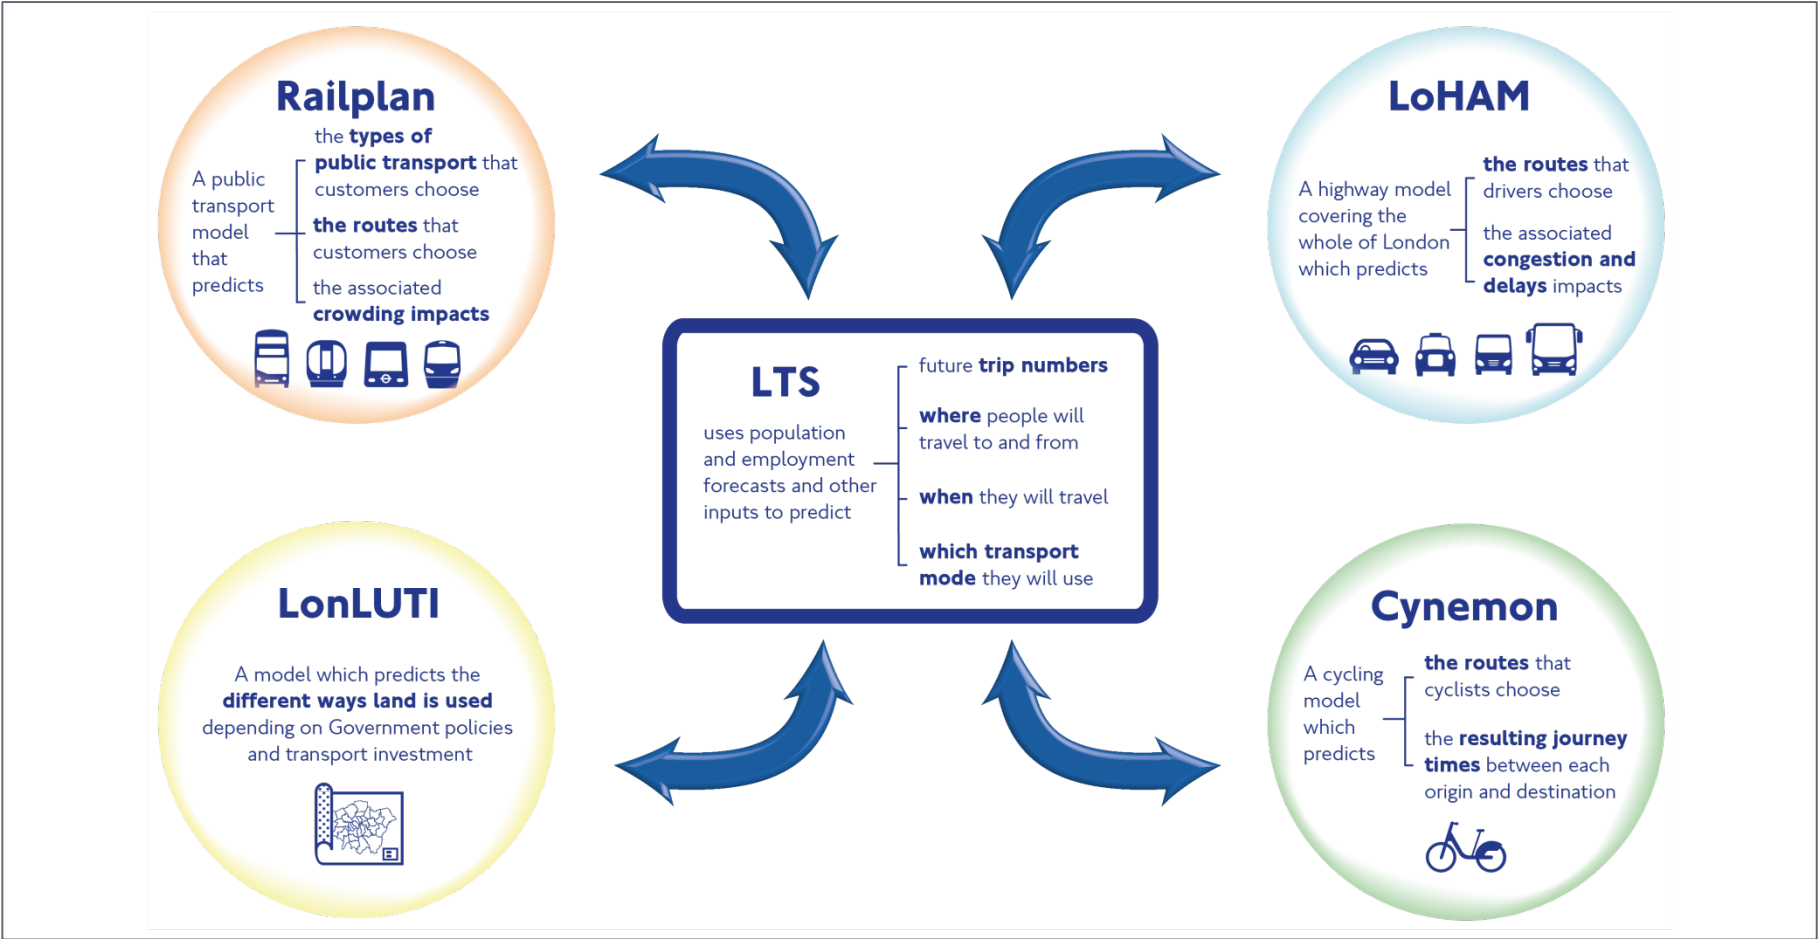 Railplan
A public
transport
model
that
predicts
the types of
public transport that
customers choose
the routes that
customers choose
the associated
crowding impacts
LoHAM
A highway model
covering the
whole of London
which predicts
the routes that
drivers choose
the associated
congestion and
delays impacts
LTS
uses population
and employment
forecasts and other
inputs to predict
future trip numbers
where people will
travel to and from
when they will travel
which transport
mode they will use
LonLUTI
A model which predicts the
different ways land is used
depending on Government policies
and transport investment
Cynemon
A cycling
model
which
predicts
the routes that
cyclists choose
the resulting journey
times between each
origin and destination